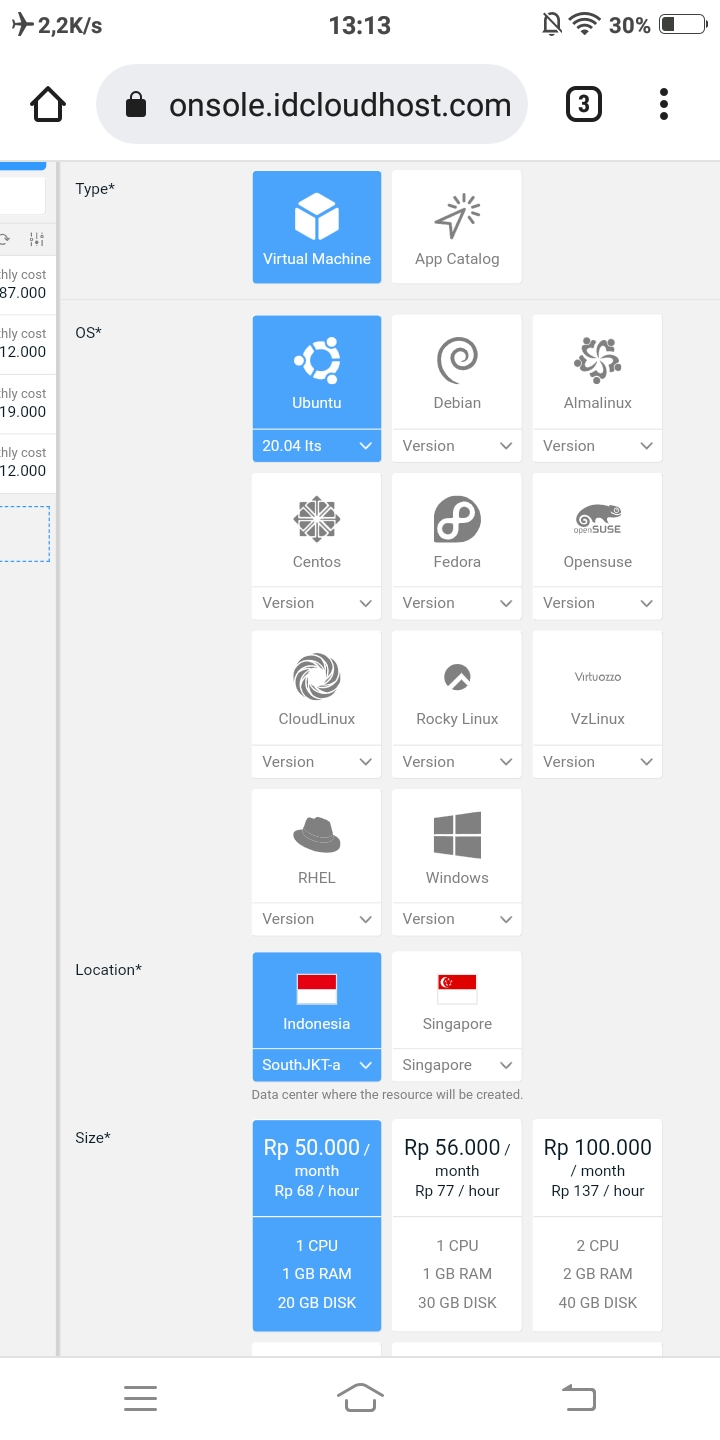 2,2K/s
13:13
30%
onsole.idcloudhost.com
3
Type*
Virtual Machine
App Catalog
hly cost
87.000
hly cost
12.000
hly cost
19.000
hly cost
12.000
OS*
Ubuntu
Debian
Almalinux
20.04 lts
Version
Version
openSUSE
Centos
Fedora
Opensuse
Version
Version
Version
Virtuozzo
CloudLinux
Rocky Linux
VzLinux
Version
Version
Version
RHEL
Windows
Version
Version
Location*
Indonesia
Singapore
SouthJKT-a
Singapore
Data center where the resource will be created.
Size*
Rp 50.000 /
month
Rp 68 / hour
1 CPU
1 GB RAM
20 GB DISK
Rp 56.000 /
month
Rp 77 / hour
1 CPU
1 GB RAM
30 GB DISK
Rp 100.000
/ month
Rp 137 / hour
2 CPU
2 GB RAM
40 GB DISK